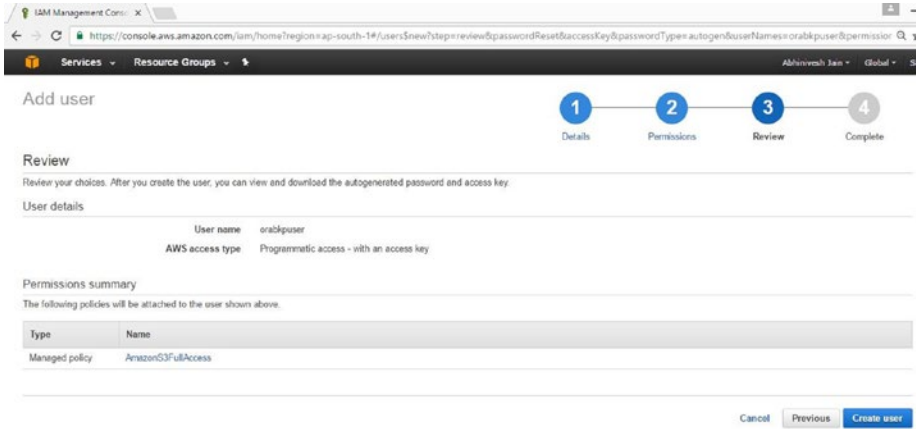 IAM Management Cons
https://console.aws.amazon.com/iam/home?region=ap-south-1#/users$new?step=review&passwordReset&accessKey&passwordType=autogen&userNames=orabkpuser&permission
Services Resource Groups Abhinivesh Jain Global S
Add user
1 2 3 4
Details Permissions Review Complete
Review
Review your choices. After you create the user, you can view and download the autogenerated password and access key.
User details
User name orabkpuser
AWS access type Programmatic access - with an access key
Permissions summary
The following policies will be attached to the user shown above.
Type Name
Managed policy AmazonS3FullAccess
Cancel Previous Create user